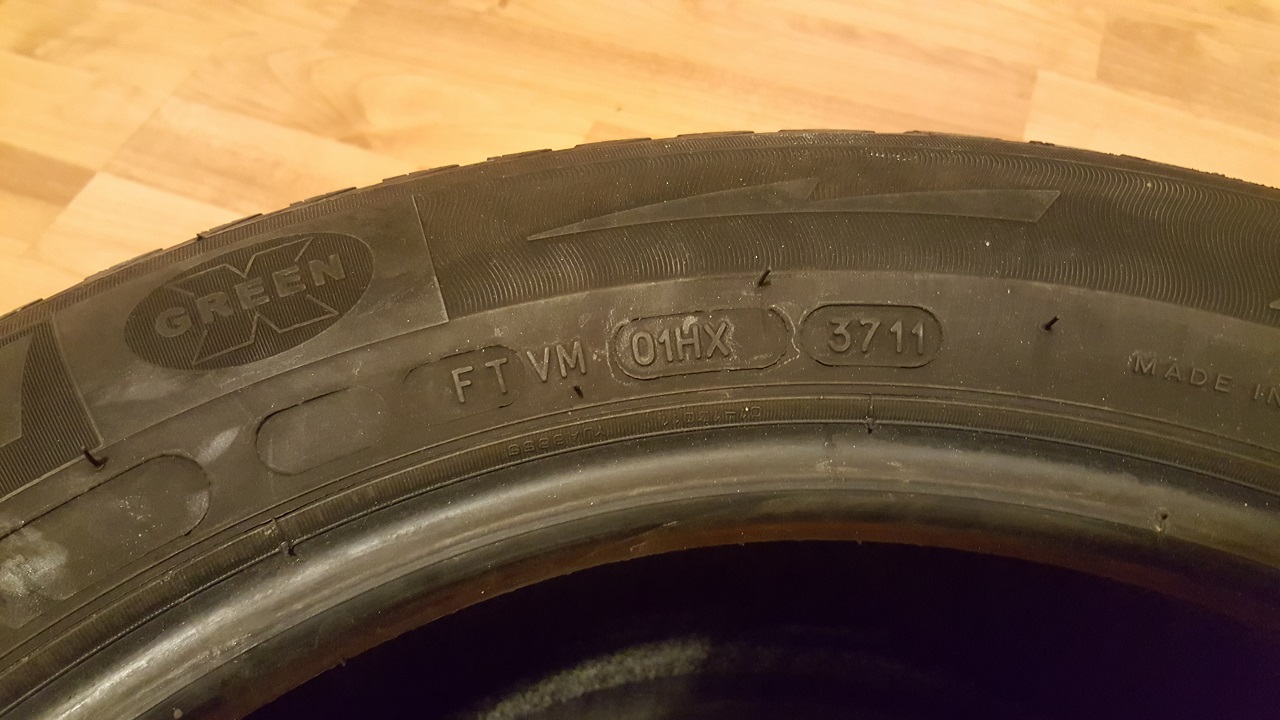 GREEN X
FT VM 01HX 3711
MADE IN